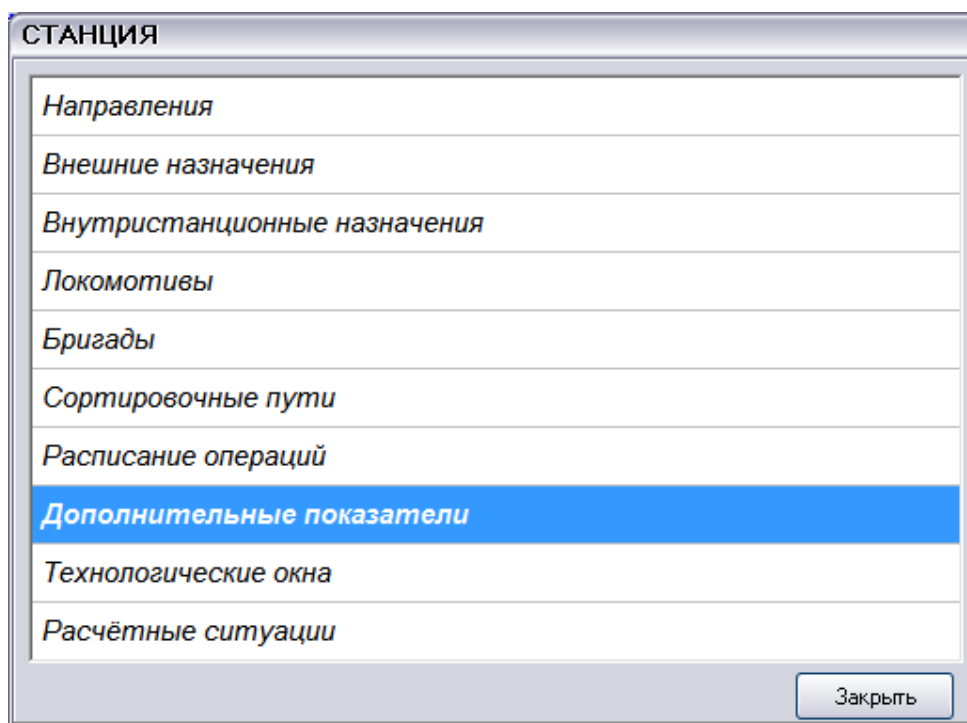 СТАНЦИЯ
Направления
Внешние назначения
Внутристанционные назначения
Локомотивы
Бригады
Сортировочные пути
Расписание операций
Дополнительные показатели
Технологические окна
Расчётные ситуации
Закрыть